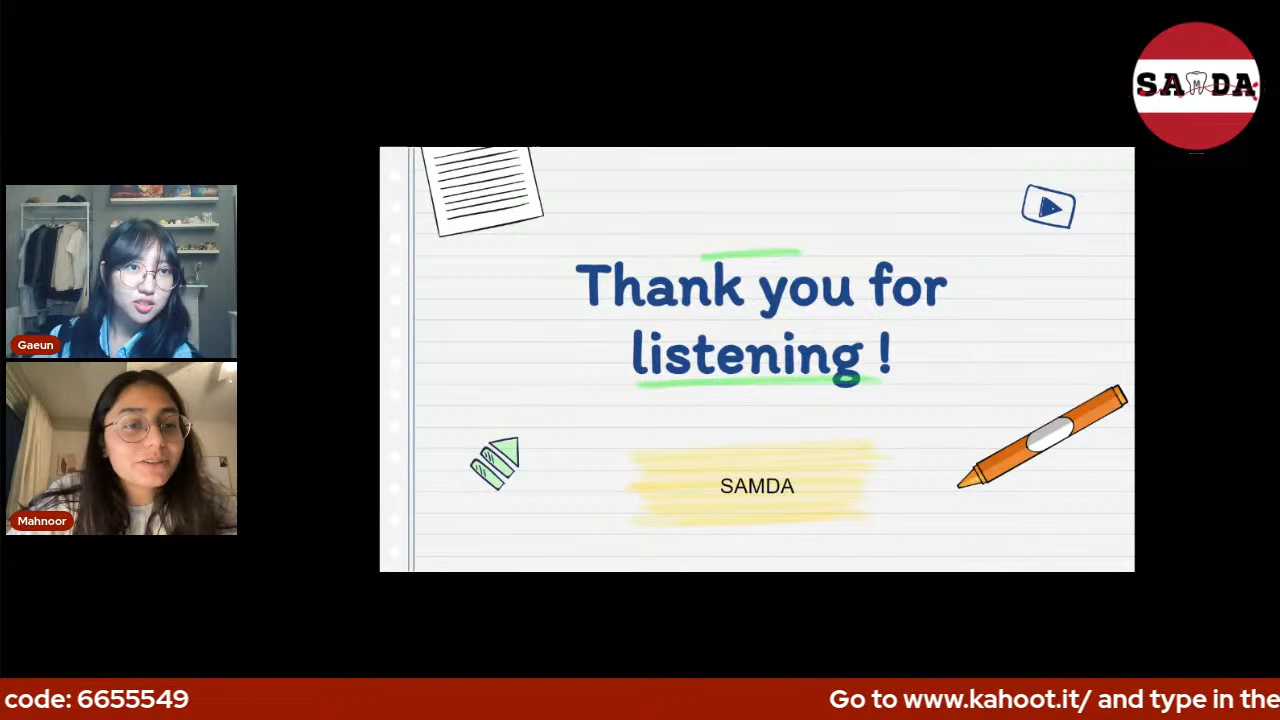 SAMDA
Gaeun
Mahnoor
Thank you for
listening !
SAMDA
code: 6655549
Go to www.kahoot.it/ and type in the